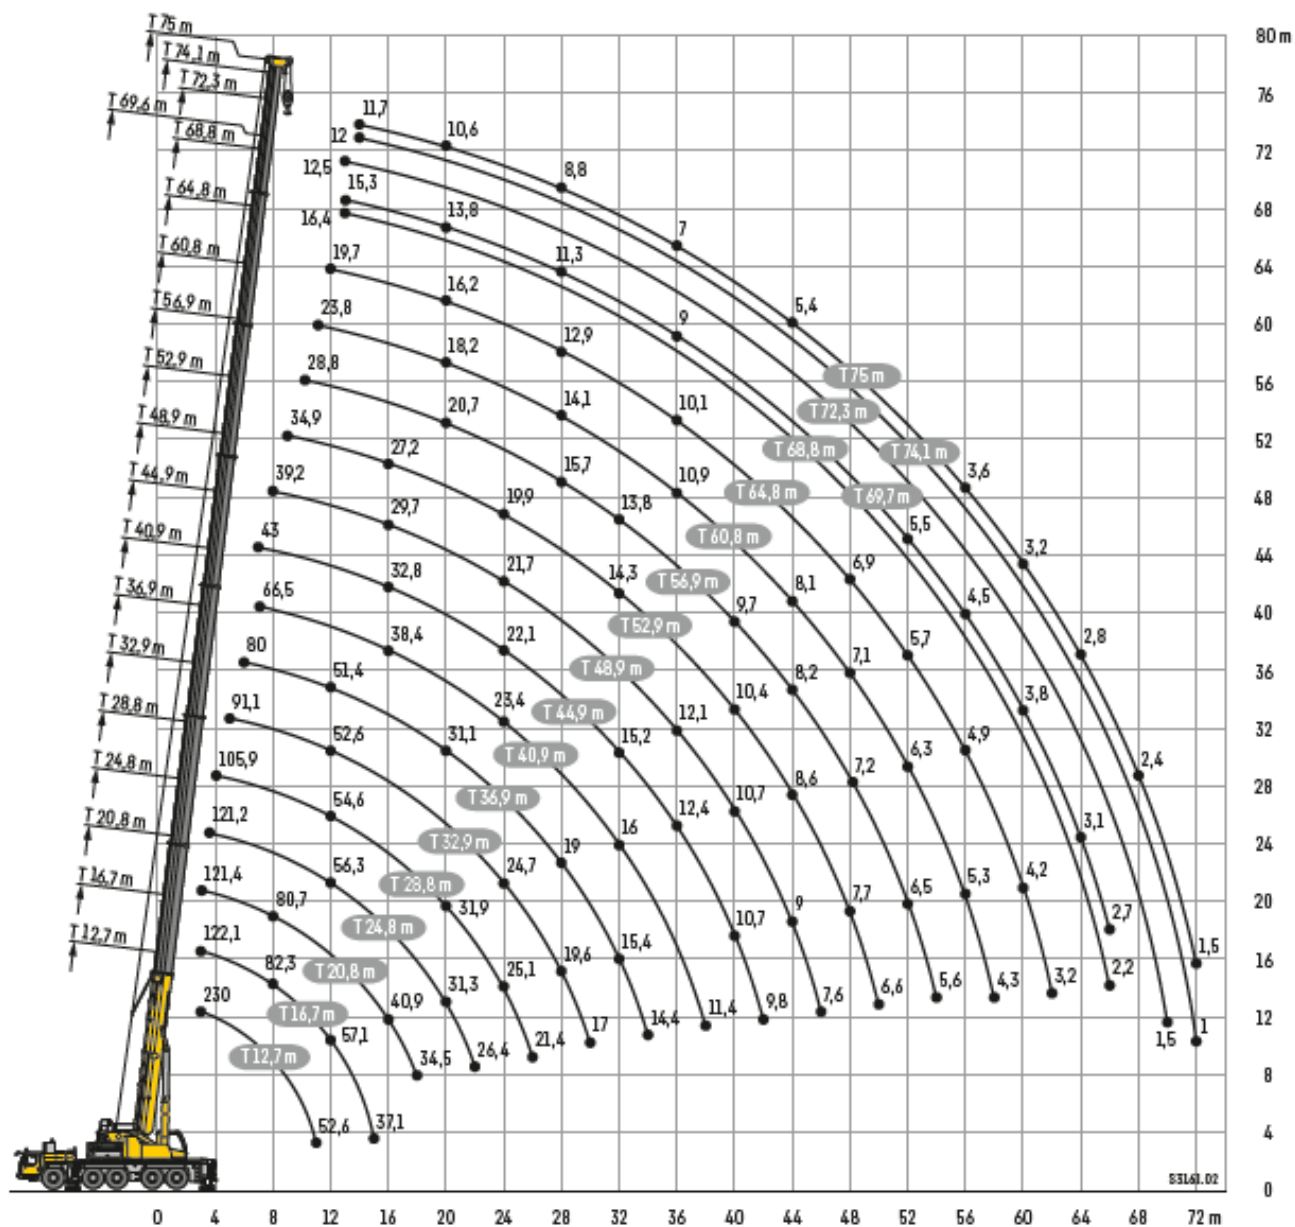 T 75 m
T 74,1 m
T 72,3 m
T 69,6 m
T 68,8 m
T 64,8 m
T 60,8 m
T 56,9 m
T 52,9 m
T 48,9 m
T 44,9 m
T 40,9 m
T 36,9 m
T 32,9 m
T 28,8 m
T 24,8 m
T 20,8 m
T 16,7 m
T 12,7 m
11,7 10,6 8,8 7 5,4 3,6 3,2 2,8 2,4 1,5
12 1
12,5 1,5
15,3 13,8 11,3 9 5,5 4,5 3,8 3,1 2,7
16,4 2,2
19,7 16,2 12,9 10,1 6,9 5,7 4,9 4,2 3,2
23,8 18,2 14,1 10,9 8,1 7,1 6,3 5,3 4,3
28,8 20,7 15,7 13,8 9,7 8,2 7,2 6,5 5,6
34,9 27,2 19,9 14,3 10,4 8,6 7,7 6,6
39,2 29,7 21,7 12,1 10,7 9 7,6
43 32,8 22,1 15,2 12,4 10,7 9,8
66,5 38,4 23,4 16 11,4
80 51,4 31,1 19 15,4 14,4
91,1 52,6 24,7 19,6 17
105,9 54,6 31,9 25,1 21,4
121,2 56,3 31,3 26,4
121,4 80,7 40,9 34,5
122,1 82,3 57,1 37,1
230 52,6
T 75 m
T 72,3 m
T 74,1 m
T 68,8 m
T 69,7 m
T 64,8 m
T 60,8 m
T 56,9 m
T 52,9 m
T 48,9 m
T 44,9 m
T 40,9 m
T 36,9 m
T 32,9 m
T 28,8 m
T 24,8 m
T 20,8 m
T 16,7 m
T 12,7 m
80 m
76
72
68
64
60
56
52
48
44
40
36
32
28
24
20
16
12
8
4
0
S3161.02
0 4 8 12 16 20 24 28 32 36 40 44 48 52 56 60 64 68 72 m